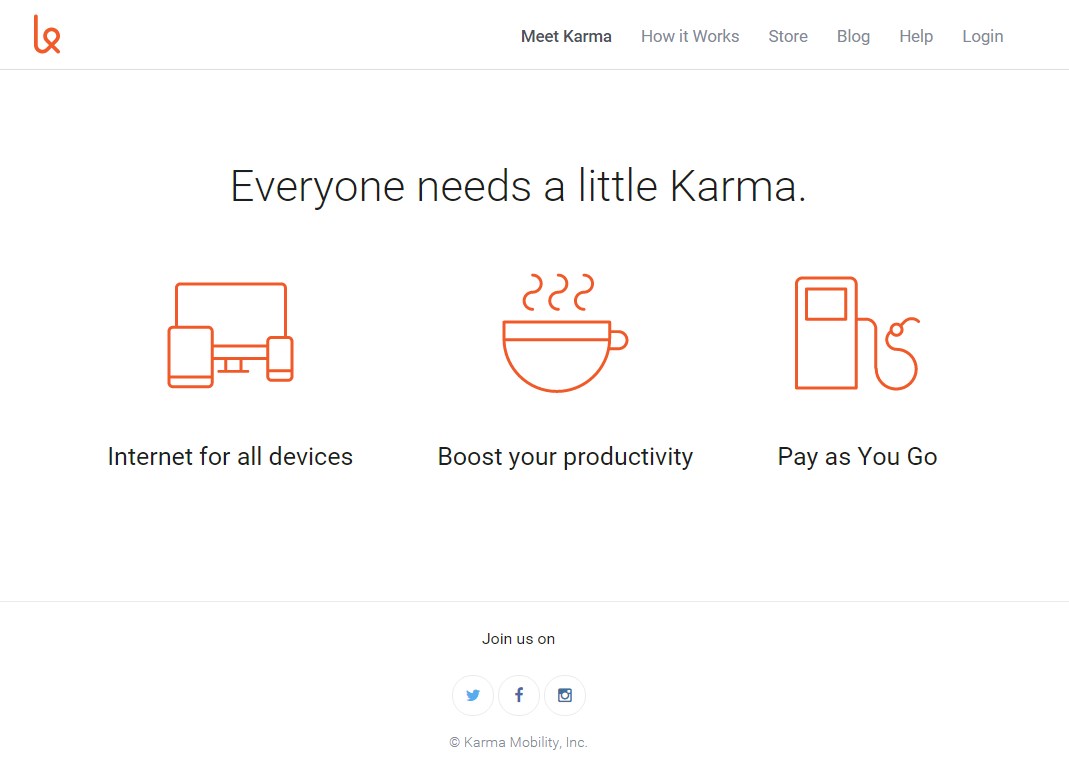 Meet Karma How it Works Store Blog Help Login
Everyone needs a little Karma.
Internet for all devices
Boost your productivity
Pay as You Go
Join us on
© Karma Mobility, Inc.